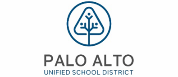 PALO ALTO
UNIFIED SCHOOL DISTRICT